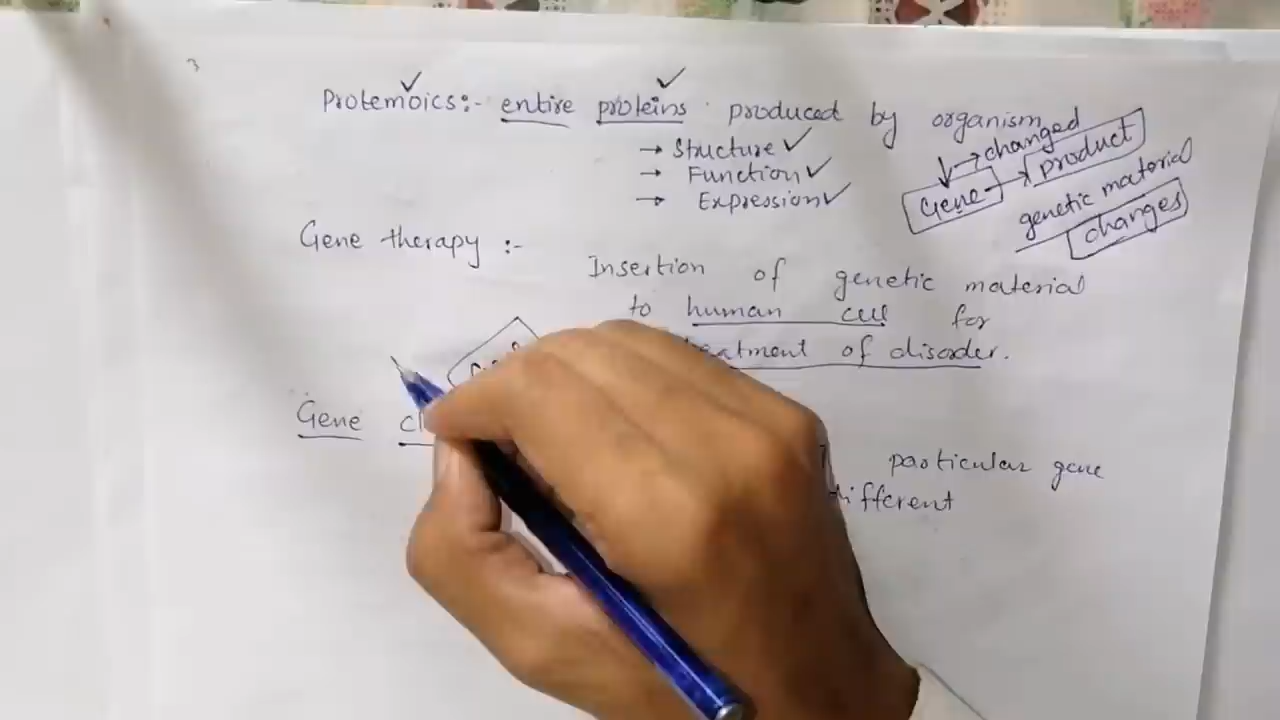 Protemoics:- entire proteins produced by organism
→ Structure ✓
→ Function ✓
→ Expression ✓
→ changed
Gene → product
genetic material
changes
Gene therapy :-
Insertion of genetic material
to human cell for
treatment of disorder.
Gene
particular gene
different